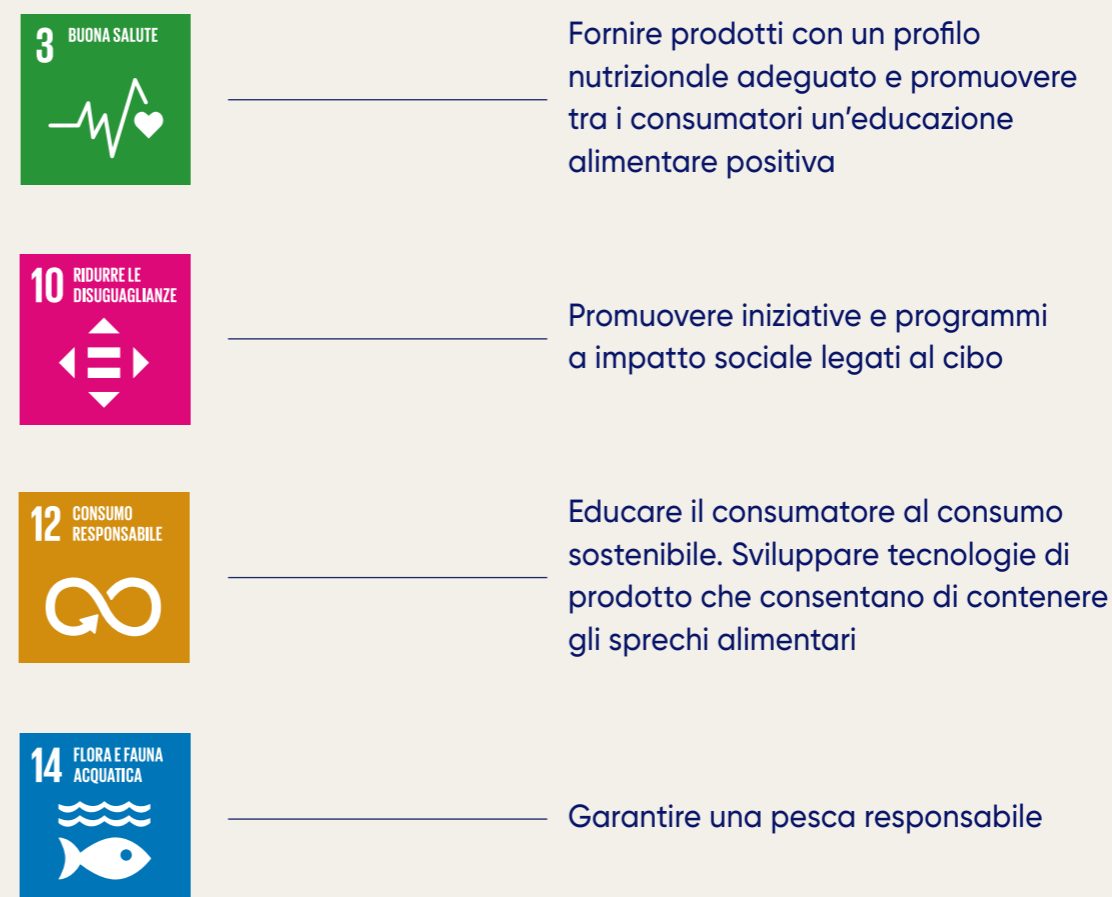 3 BUONA SALUTE
Fornire prodotti con un profilo
nutrizionale adeguato e promuovere
tra i consumatori un’educazione
alimentare positiva
10 RIDURRE LE
DISUGUAGLIANZE
Promuovere iniziative e programmi
a impatto sociale legati al cibo
12 CONSUMO
RESPONSABILE
Educare il consumatore al consumo
sostenibile. Sviluppare tecnologie di
prodotto che consentano di contenere
gli sprechi alimentari
14 FLORA E FAUNA
ACQUATICA
Garantire una pesca responsabile